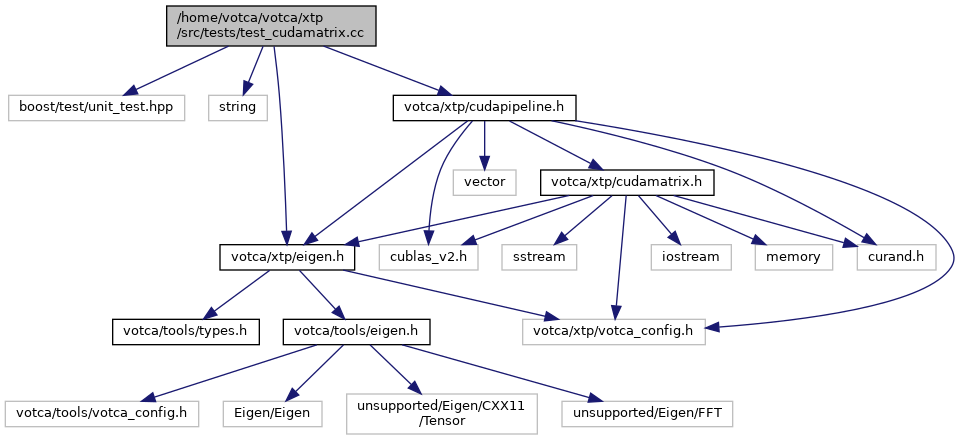 /home/votca/votca/xtp
/src/tests/test_cudamatrix.cc
boost/test/unit_test.hpp
string
votca/xtp/cudapipeline.h
vector
votca/xtp/cudamatrix.h
votca/xtp/eigen.h
cublas_v2.h
sstream
iostream
memory
curand.h
votca/tools/types.h
votca/tools/eigen.h
votca/xtp/votca_config.h
votca/tools/votca_config.h
Eigen/Eigen
unsupported/Eigen/CXX11
/Tensor
unsupported/Eigen/FFT